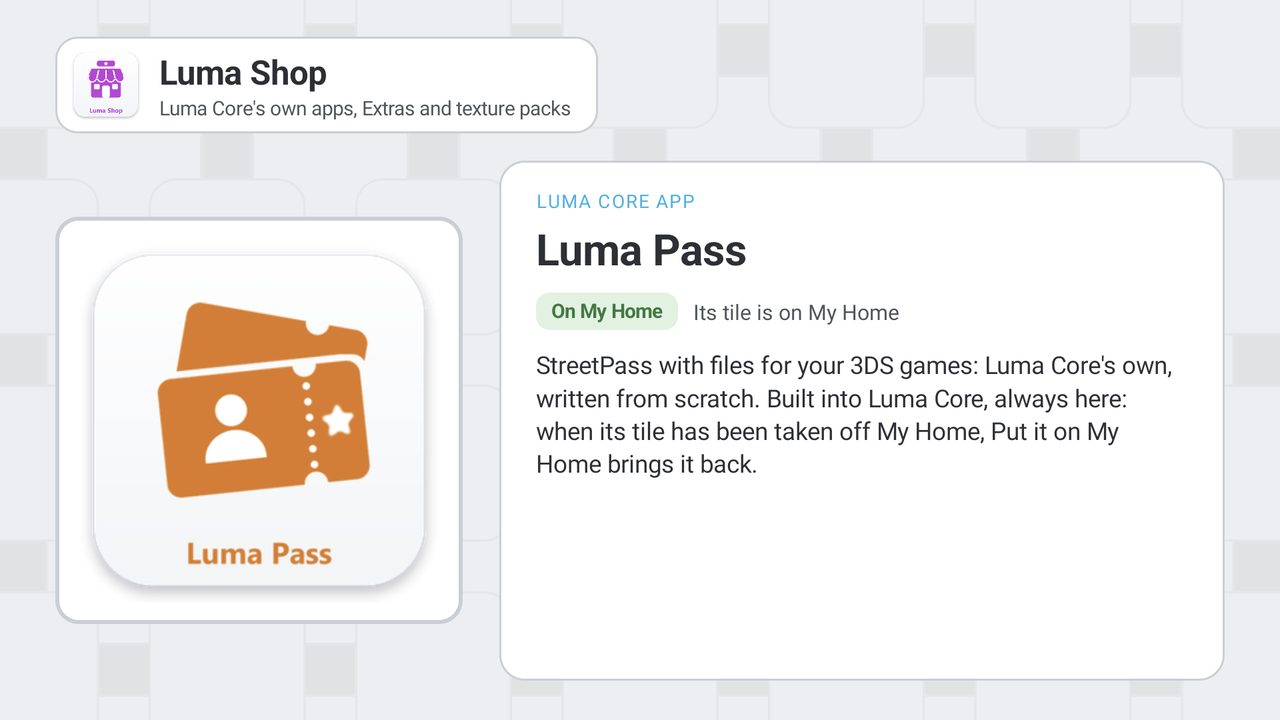 Luma Shop
Luma Shop
Luma Core's own apps, Extras and texture packs
Luma Pass
LUMA CORE APP
Luma Pass
On My Home Its tile is on My Home
StreetPass with files for your 3DS games: Luma Core's own,
written from scratch. Built into Luma Core, always here:
when its tile has been taken off My Home, Put it on My
Home brings it back.